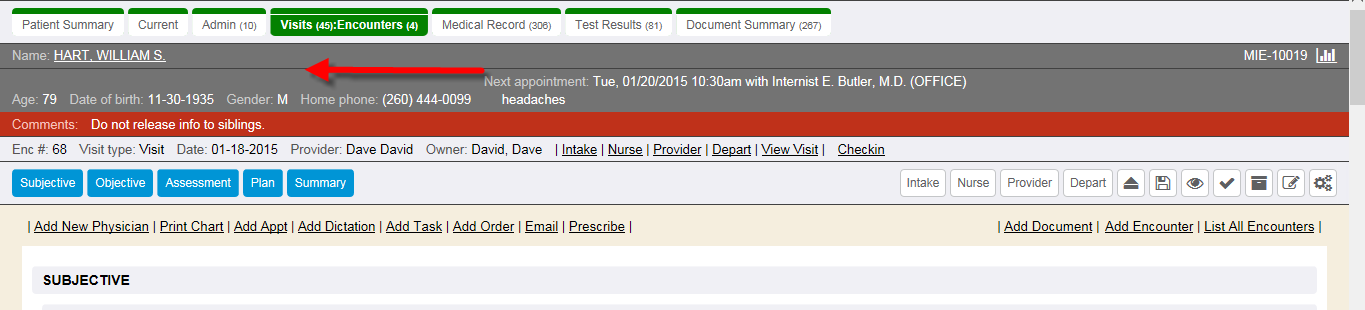 Patient Summary Current Admin (10) Visits (45):Encounters (4) Medical Record (306) Test Results (81) Document Summary (267)
Name: HART, WILLIAM S. MIE-10019
Next appointment: Tue, 01/20/2015 10:30am with Internist E. Butler, M.D. (OFFICE)
Age: 79 Date of birth: 11-30-1935 Gender: M Home phone: (260) 444-0099 headaches
Comments: Do not release info to siblings.
Enc #: 68 Visit type: Visit Date: 01-18-2015 Provider: Dave David Owner: David, Dave | Intake | Nurse | Provider | Depart | View Visit | Checkin
Subjective Objective Assessment Plan Summary Intake Nurse Provider Depart
| Add New Physician | Print Chart | Add Appt | Add Dictation | Add Task | Add Order | Email | Prescribe | | Add Document | Add Encounter | List All Encounters |
SUBJECTIVE